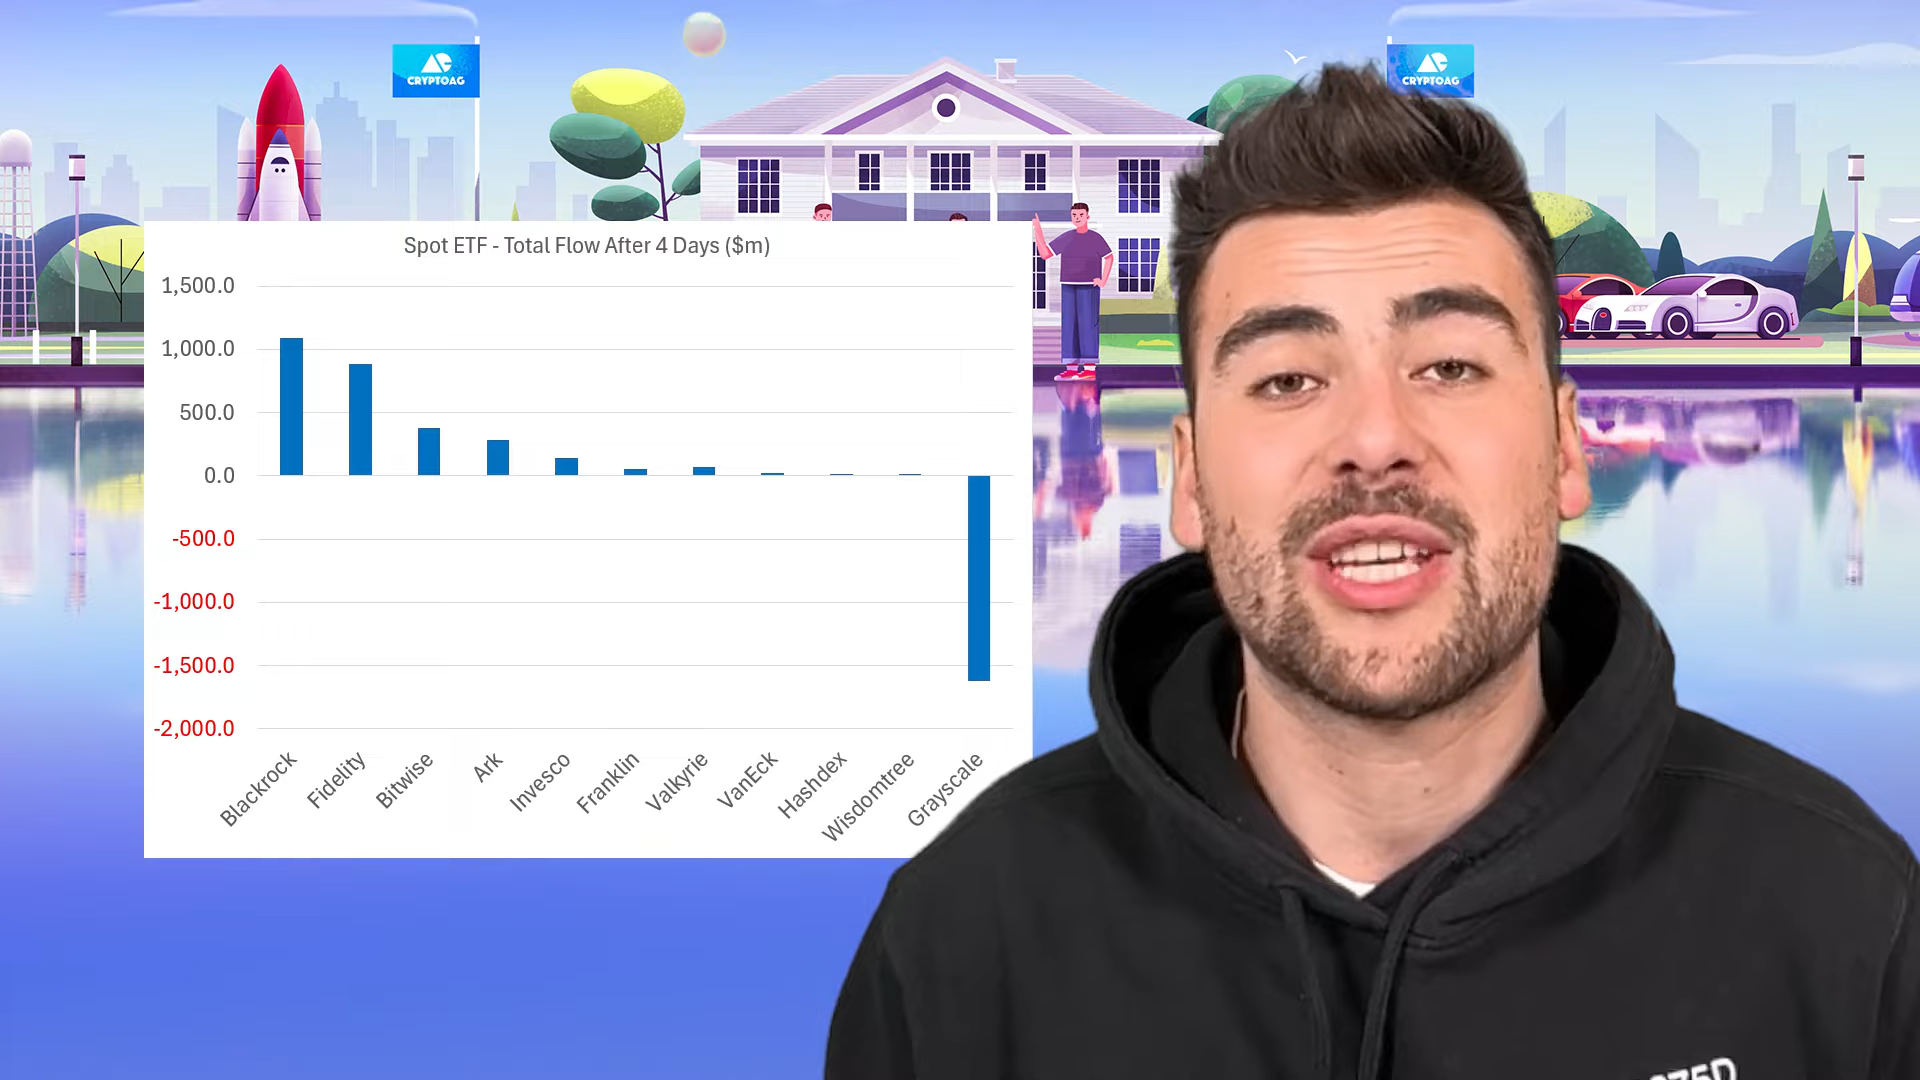 CRYPTOAG
CRYPTOAG
Spot ETF - Total Flow After 4 Days ($m)
1,500.0
1,000.0
500.0
0.0
-500.0
-1,000.0
-1,500.0
-2,000.0
Blackrock
Fidelity
Bitwise
Ark
Invesco
Franklin
Valkyrie
VanEck
Hashdex
Wisdomtree
Grayscale